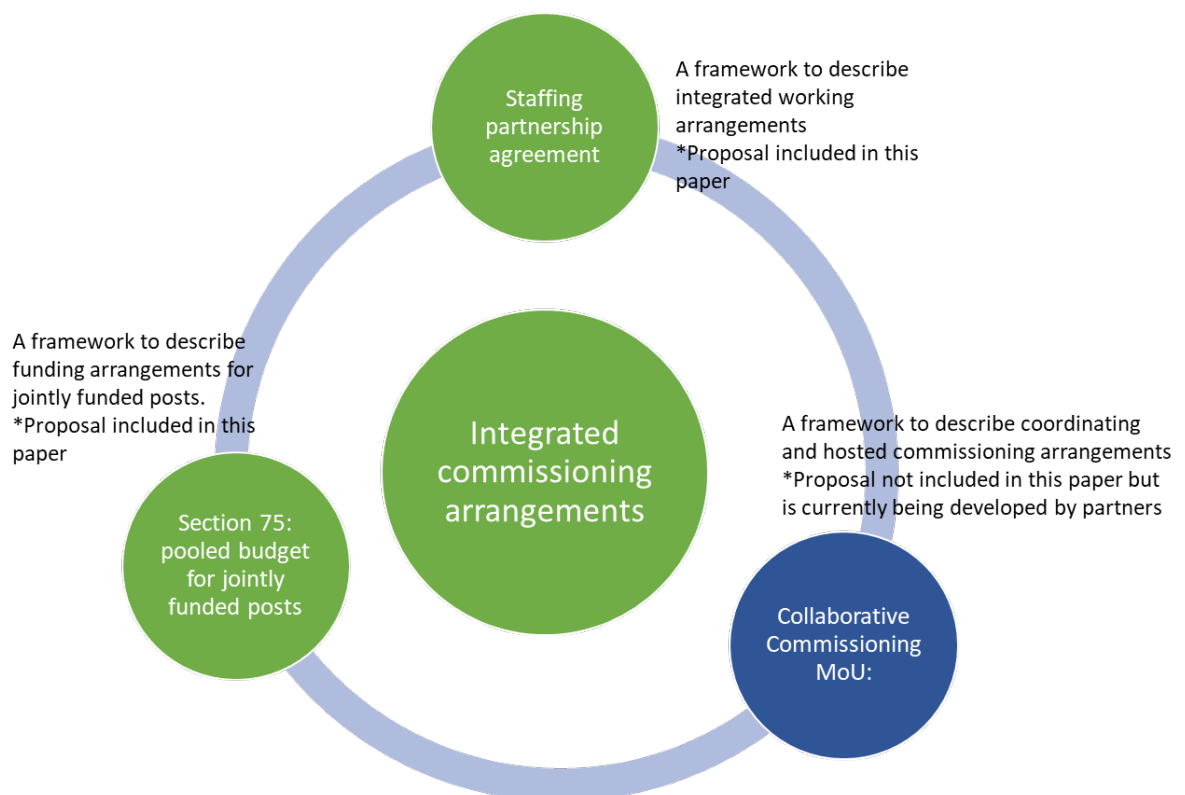 Staffing
partnership
agreement
A framework to describe
integrated working
arrangements
*Proposal included in this
paper
A framework to describe
funding arrangements for
jointly funded posts.
*Proposal included in this
paper
Integrated
commissioning
arrangements
A framework to describe coordinating
and hosted commissioning arrangements
*Proposal not included in this paper but
is currently being developed by partners
Section 75:
pooled budget
for jointly
funded posts
Collaborative
Commissioning
MoU: